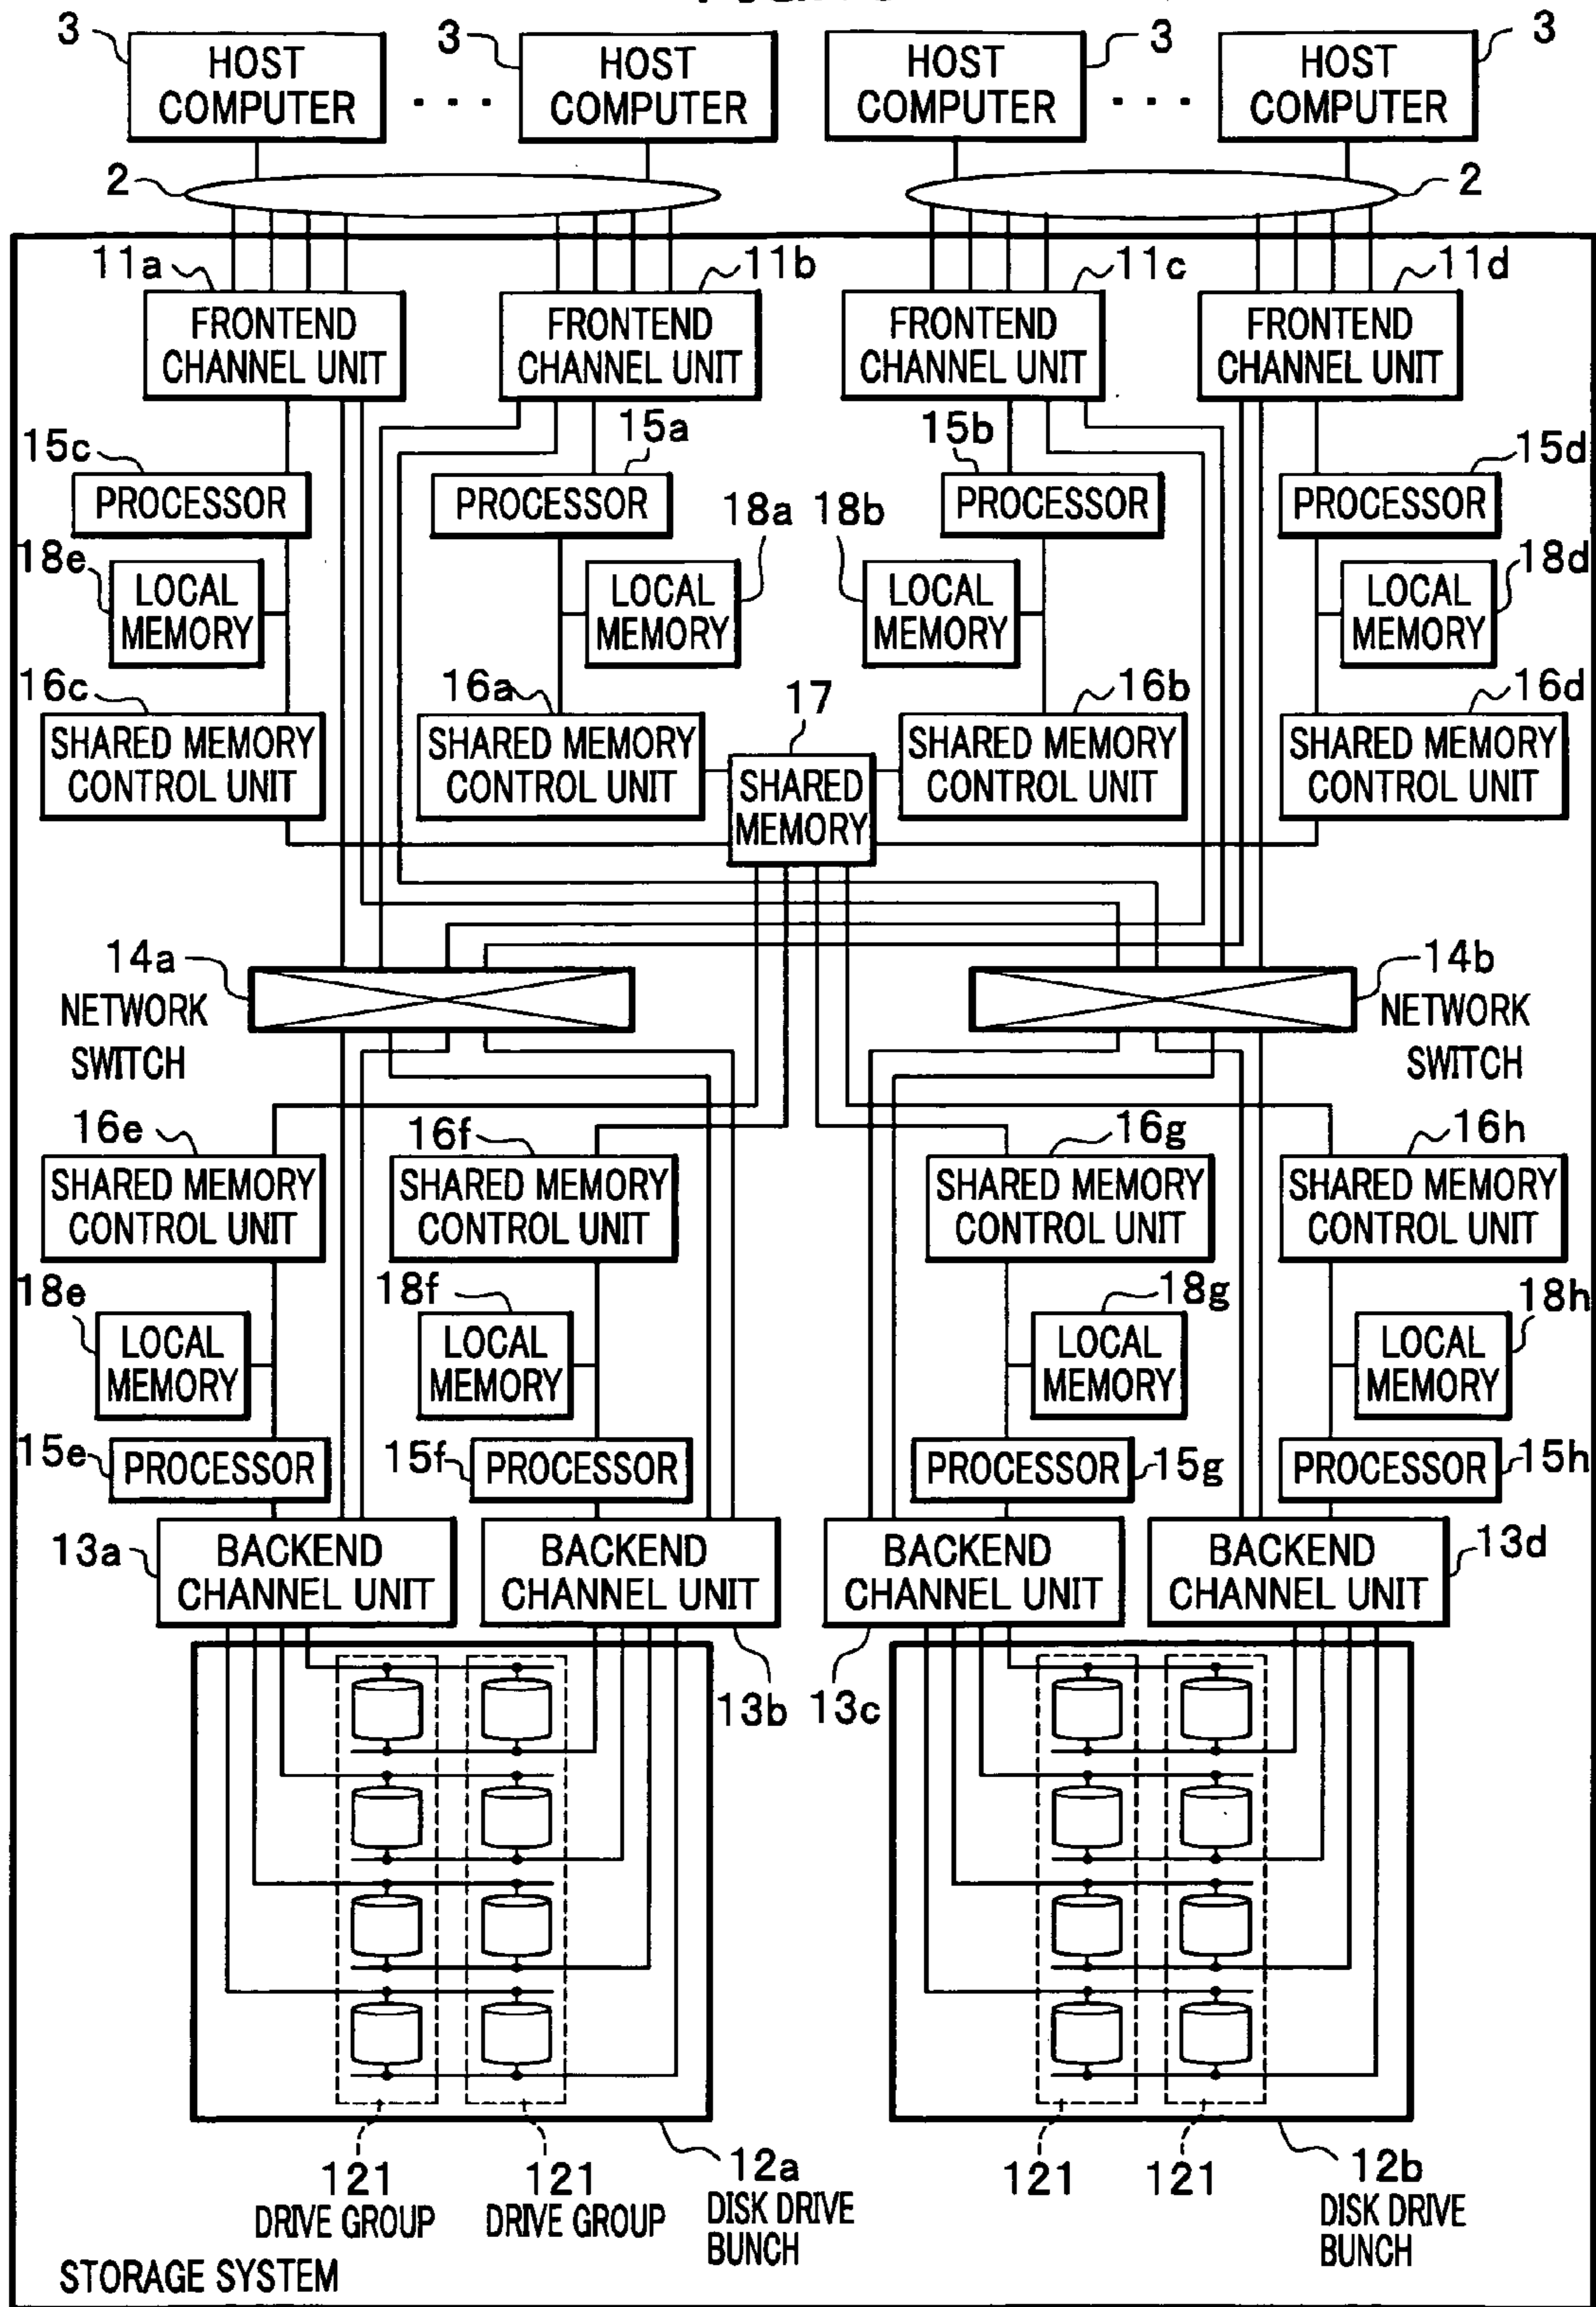 3 3 3 3
HOST COMPUTER
· · ·
HOST COMPUTER
HOST COMPUTER
· · ·
HOST COMPUTER
2 2
11a 11b 11c 11d
FRONTEND CHANNEL UNIT
FRONTEND CHANNEL UNIT
FRONTEND CHANNEL UNIT
FRONTEND CHANNEL UNIT
15c 15a 15b 15d
PROCESSOR PROCESSOR PROCESSOR PROCESSOR
18e 18a 18b 18d
LOCAL MEMORY
LOCAL MEMORY
LOCAL MEMORY
LOCAL MEMORY
16c 16a 17 16b 16d
SHARED MEMORY CONTROL UNIT
SHARED MEMORY CONTROL UNIT
SHARED MEMORY
SHARED MEMORY CONTROL UNIT
SHARED MEMORY CONTROL UNIT
14a
NETWORK SWITCH
14b
NETWORK SWITCH
16e 16f 16g 16h
SHARED MEMORY CONTROL UNIT
SHARED MEMORY CONTROL UNIT
SHARED MEMORY CONTROL UNIT
SHARED MEMORY CONTROL UNIT
18e 18f 18g 18h
LOCAL MEMORY
LOCAL MEMORY
LOCAL MEMORY
LOCAL MEMORY
15e PROCESSOR 15f PROCESSOR PROCESSOR 15g PROCESSOR 15h
13a
BACKEND CHANNEL UNIT
BACKEND CHANNEL UNIT
BACKEND CHANNEL UNIT
BACKEND CHANNEL UNIT
13d
13b 13c
121
DRIVE GROUP
121
DRIVE GROUP
12a
DISK DRIVE BUNCH
121 121
12b
DISK DRIVE BUNCH
STORAGE SYSTEM